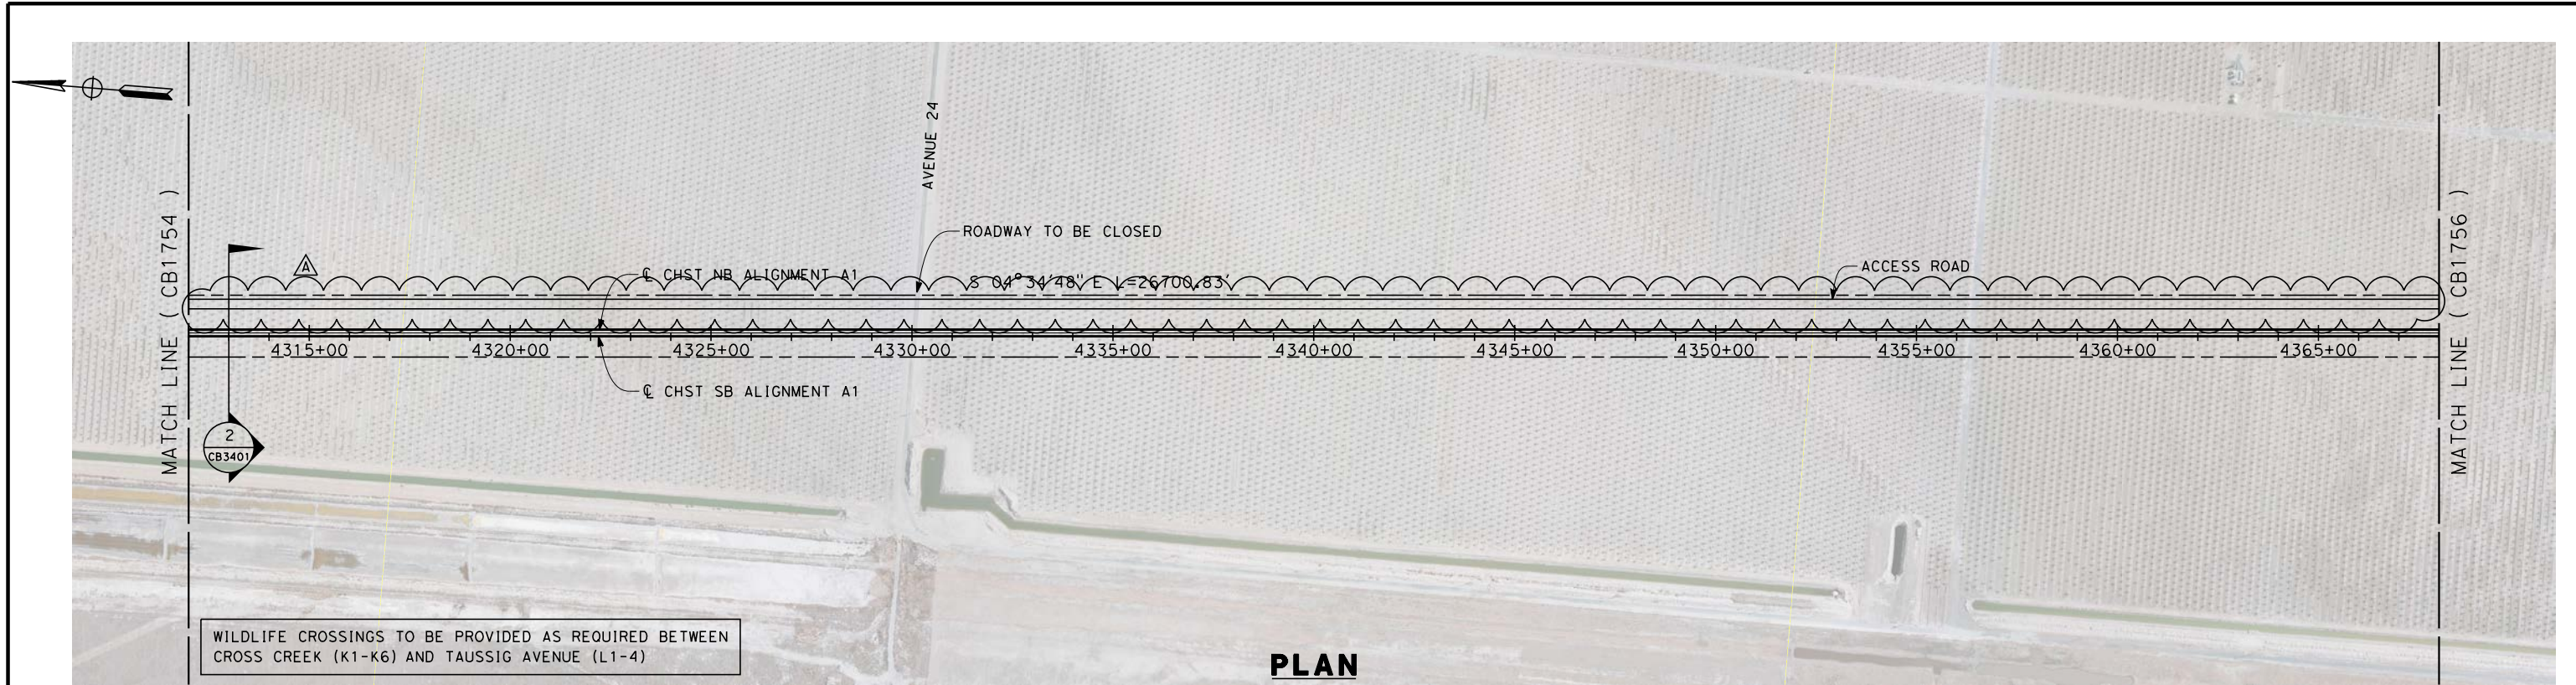 AVENUE 24
ROADWAY TO BE CLOSED
A
℄ CHST NB ALIGNMENT A1
S 04°34'48" E L=26700.83'
ACCESS ROAD
MATCH LINE ( CB1754 )
MATCH LINE ( CB1756 )
4315+00 4320+00 4325+00 4330+00 4335+00 4340+00 4345+00 4350+00 4355+00 4360+00 4365+00
℄ CHST SB ALIGNMENT A1
2
CB3401
WILDLIFE CROSSINGS TO BE PROVIDED AS REQUIRED BETWEEN
CROSS CREEK (K1-K6) AND TAUSSIG AVENUE (L1-4)
PLAN